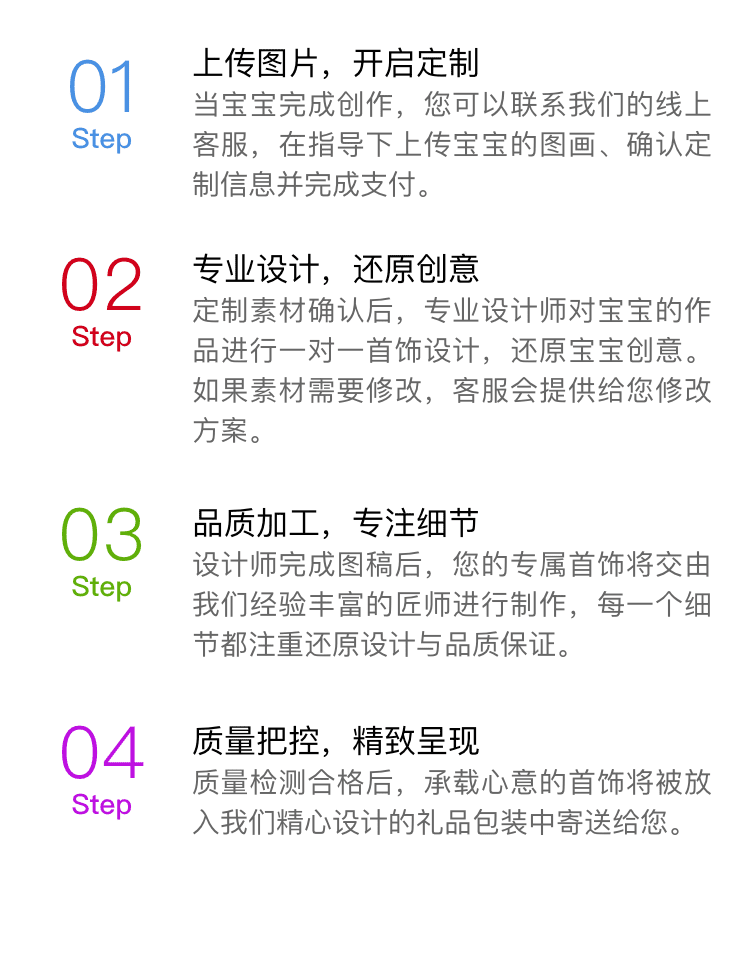 01
Step
上传图片，开启定制
当宝宝完成创作，您可以联系我们的线上
客服，在指导下上传宝宝的图画、确认定
制信息并完成支付。
02
Step
专业设计，还原创意
定制素材确认后，专业设计师对宝宝的作
品进行一对一首饰设计，还原宝宝创意。
如果素材需要修改，客服会提供给您修改
方案。
03
Step
品质加工，专注细节
设计师完成图稿后，您的专属首饰将交由
我们经验丰富的匠师进行制作，每一个细
节都注重还原设计与品质保证。
04
Step
质量把控，精致呈现
质量检测合格后，承载心意的首饰将被放
入我们精心设计的礼品包装中寄送给您。